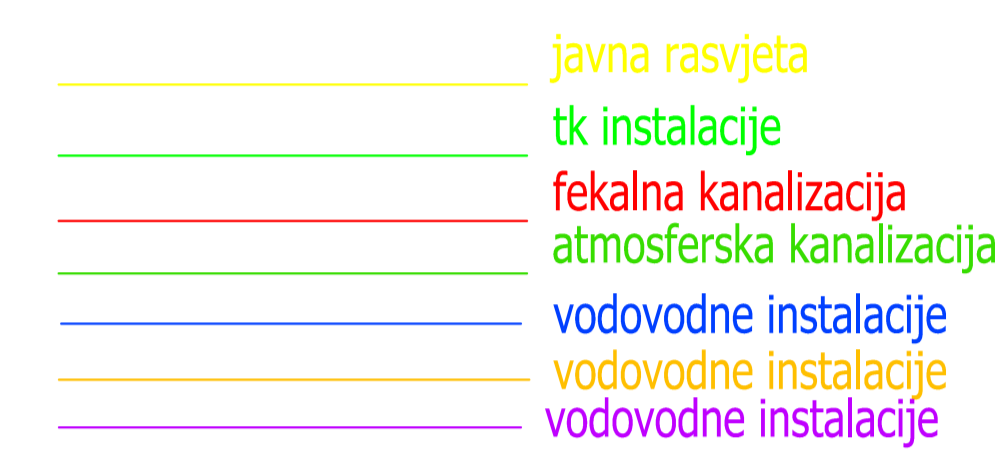 javna rasvjeta
tk instalacije
fekalna kanalizacija
atmosferska kanalizacija
vodovodne instalacije
vodovodne instalacije
vodovodne instalacije